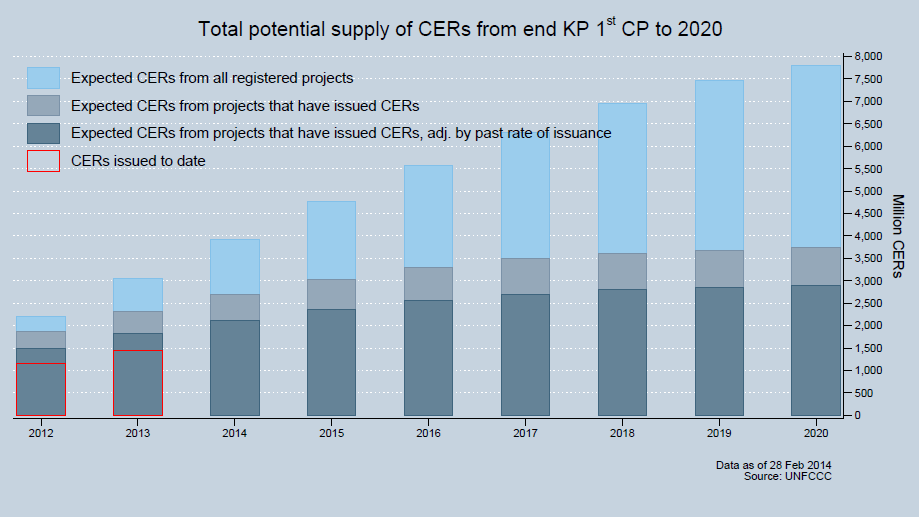 Total potential supply of CERs from end KP 1st CP to 2020
Expected CERs from all registered projects
Expected CERs from projects that have issued CERs
Expected CERs from projects that have issued CERs, adj. by past rate of issuance
CERs issued to date
8,000
7,500
7,000
6,500
6,000
5,500
5,000
4,500
4,000
3,500
3,000
2,500
2,000
1,500
1,000
500
0
Million CERs
2012 2013 2014 2015 2016 2017 2018 2019 2020
Data as of 28 Feb 2014
Source: UNFCCC